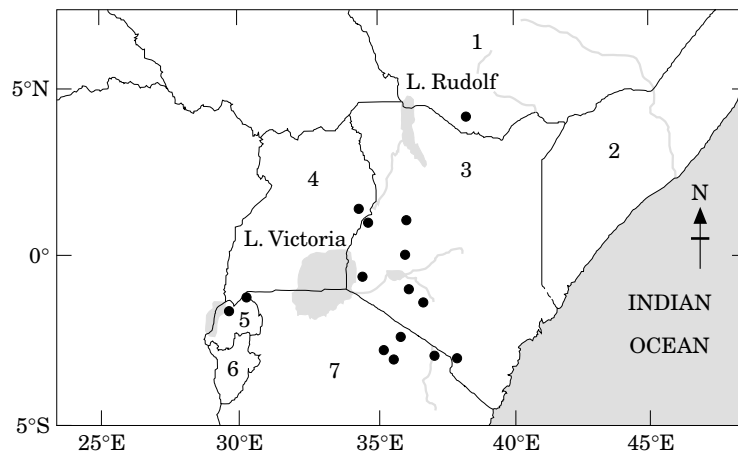 1
5°N
L. Rudolf
2
3
4
N
L. Victoria
0°
INDIAN
OCEAN
5
6
7
5°S
25°E 30°E 35°E 40°E 45°E